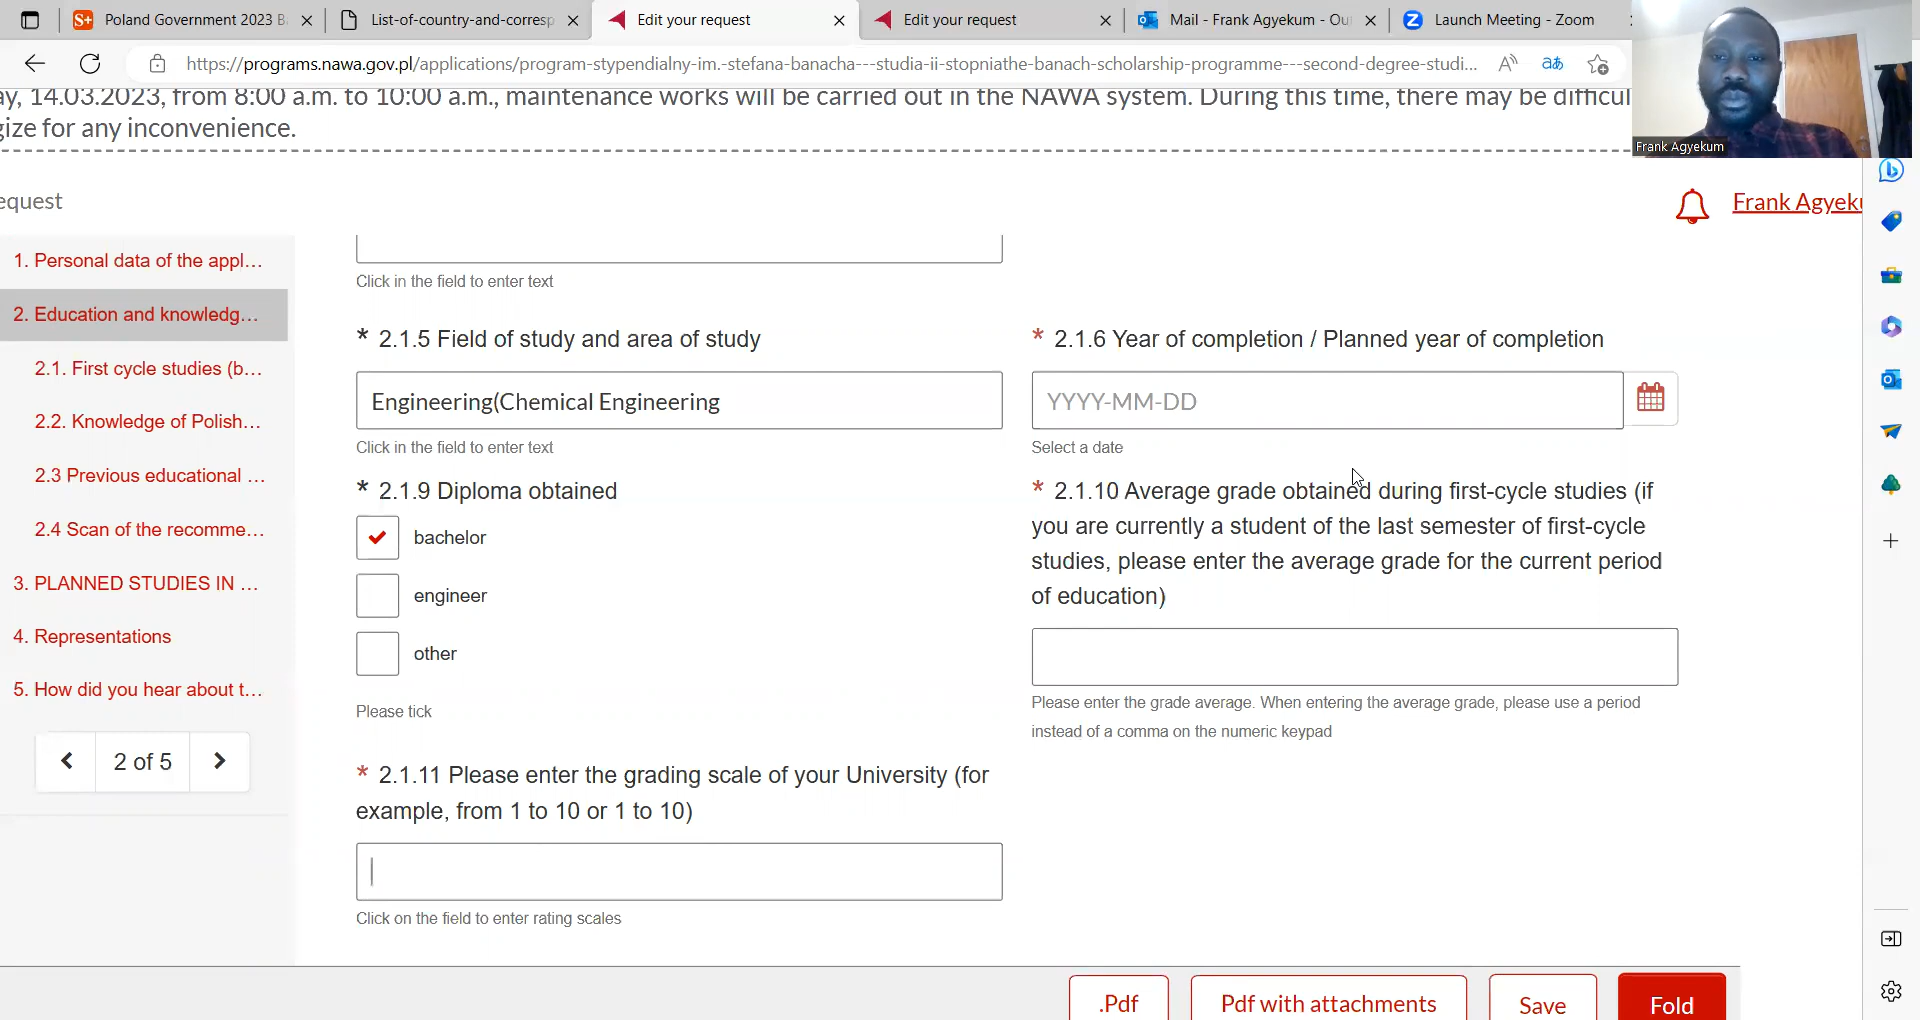 Poland Government 2023 B
List-of-country-and-corresp
Edit your request
Edit your request
Mail - Frank Agyekum - Ou
Launch Meeting - Zoom
https://programs.nawa.gov.pl/applications/program-stypendialny-im.-stefana-banacha---studia-ii-stopniathe-banach-scholarship-programme---second-degree-studi...
Frank Agyekum
ay, 14.03.2023, from 8:00 a.m. to 10:00 a.m., maintenance works will be carried out in the NAWA system. During this time, there may be difficul
gize for any inconvenience.
equest
Frank Agyeku
1. Personal data of the appl...
2. Education and knowledg...
2.1. First cycle studies (b...
2.2. Knowledge of Polish...
2.3 Previous educational ...
2.4 Scan of the recomme...
3. PLANNED STUDIES IN ...
4. Representations
5. How did you hear about t...
2 of 5
Click in the field to enter text
* 2.1.5 Field of study and area of study
Engineering(Chemical Engineering
Click in the field to enter text
* 2.1.6 Year of completion / Planned year of completion
YYYY-MM-DD
Select a date
* 2.1.9 Diploma obtained
bachelor
engineer
other
Please tick
* 2.1.10 Average grade obtained during first-cycle studies (if
you are currently a student of the last semester of first-cycle
studies, please enter the average grade for the current period
of education)
Please enter the grade average. When entering the average grade, please use a period
instead of a comma on the numeric keypad
* 2.1.11 Please enter the grading scale of your University (for
example, from 1 to 10 or 1 to 10)
Click on the field to enter rating scales
.Pdf
Pdf with attachments
Save
Fold